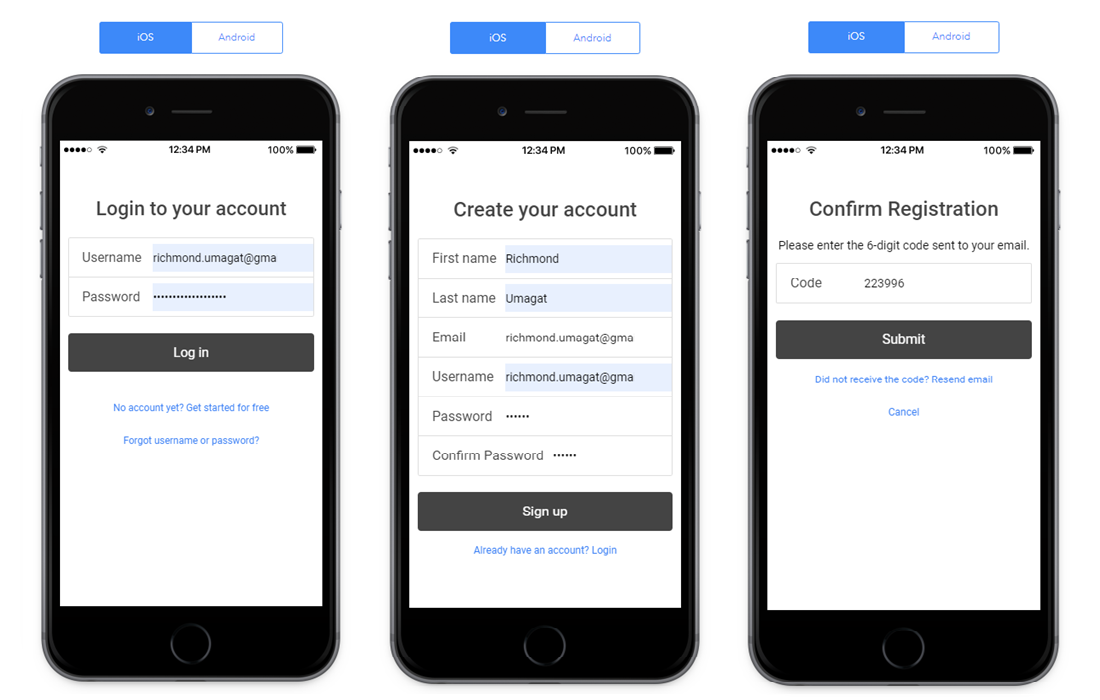 iOS Android
12:34 PM 100%
Login to your account
Username richmond.umagat@gma
Password •••••••••••••••••••
Log in
No account yet? Get started for free
Forgot username or password?
iOS Android
12:34 PM 100%
Create your account
First name Richmond
Last name Umagat
Email richmond.umagat@gma
Username richmond.umagat@gma
Password ••••••
Confirm Password ••••••
Sign up
Already have an account? Login
iOS Android
12:34 PM 100%
Confirm Registration
Please enter the 6-digit code sent to your email.
Code 223996
Submit
Did not receive the code? Resend email
Cancel